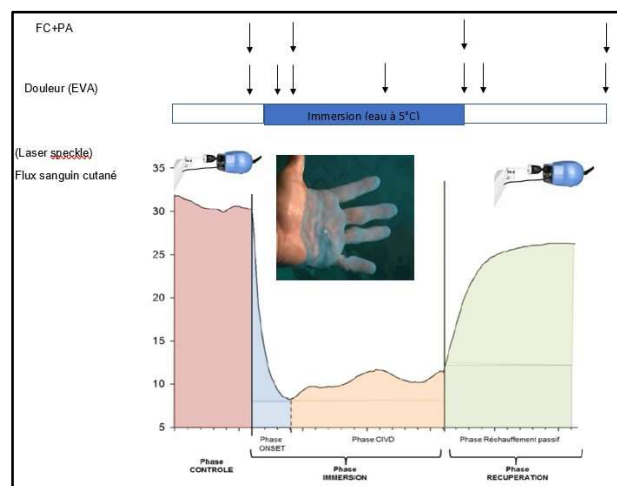 FC+PA
Douleur (EVA)
Immersion (eau à 5°C)
(Laser speckle)
Flux sanguin cutané
35
30
25
20
15
10
5
Phase
ONSET
Phase CIVD
Phase Réchauffement passif
Phase
CONTROLE
Phase
IMMERSION
Phase
RECUPERATION